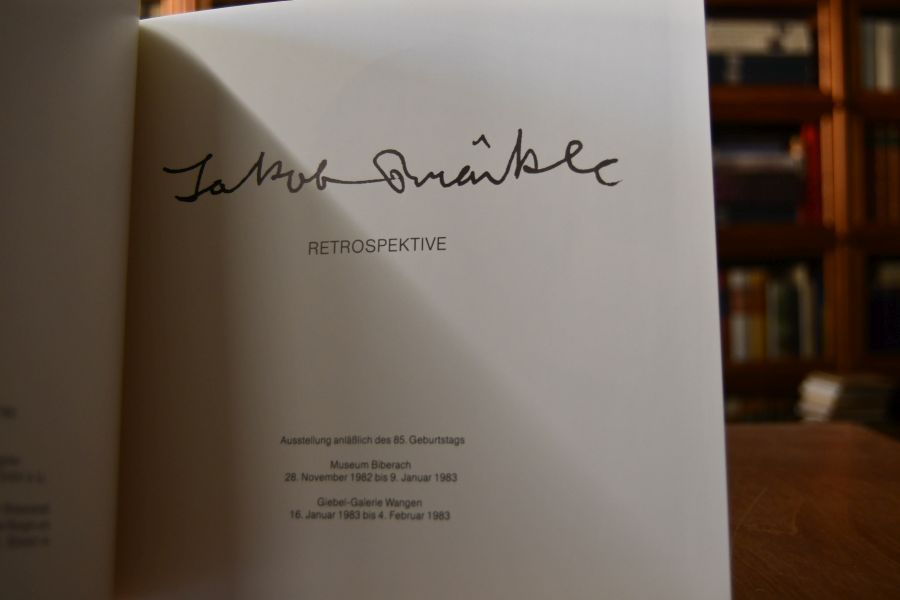 Jakob Bräckle
RETROSPEKTIVE
Ausstellung anläßlich des 85. Geburtstags
Museum Biberach
28. November 1982 bis 9. Januar 1983
Giebel-Galerie Wangen
16. Januar 1983 bis 4. Februar 1983